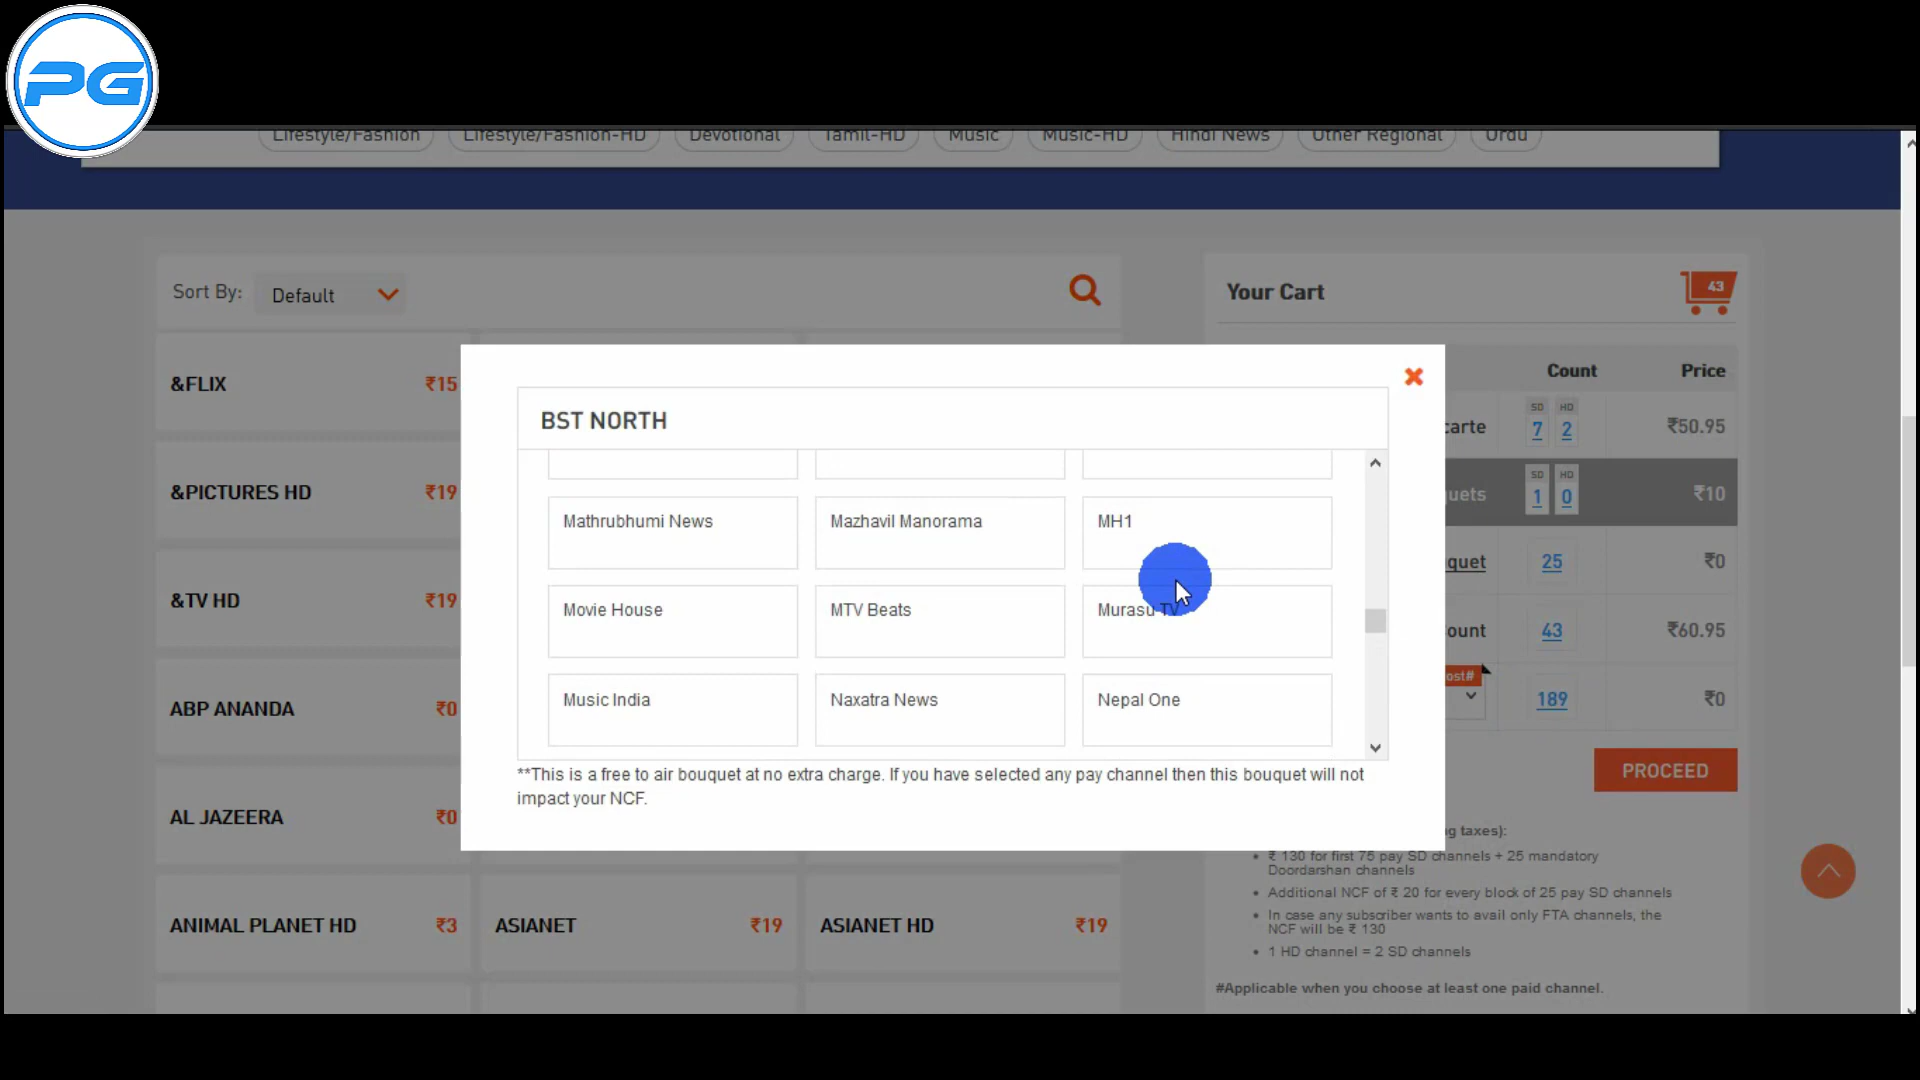 PG
Lifestyle/Fashion Lifestyle/Fashion-HD Devotional Tamil-HD Music Music-HD Hindi News Other Regional Urdu
Sort By: Default
&FLIX ₹15
&PICTURES HD ₹19
&TV HD ₹19
ABP ANANDA ₹0
AL JAZEERA ₹0
ANIMAL PLANET HD ₹3 ASIANET ₹19 ASIANET HD ₹19
BST NORTH
Mathrubhumi News Mazhavil Manorama MH1
Movie House MTV Beats Murasu TV
Music India Naxatra News Nepal One
**This is a free to air bouquet at no extra charge. If you have selected any pay channel then this bouquet will not
impact your NCF.
Your Cart 43
Count Price
carte SD 7 HD 2 ₹50.95
quets SD 1 HD 0 ₹10
quet 25 ₹0
ount 43 ₹60.95
ost# 189 ₹0
PROCEED
g taxes):
• ₹ 130 for first 75 pay SD channels + 25 mandatory
Doordarshan channels
• Additional NCF of ₹ 20 for every block of 25 pay SD channels
• In case any subscriber wants to avail only FTA channels, the
NCF will be ₹ 130
• 1 HD channel = 2 SD channels
#Applicable when you choose at least one paid channel.